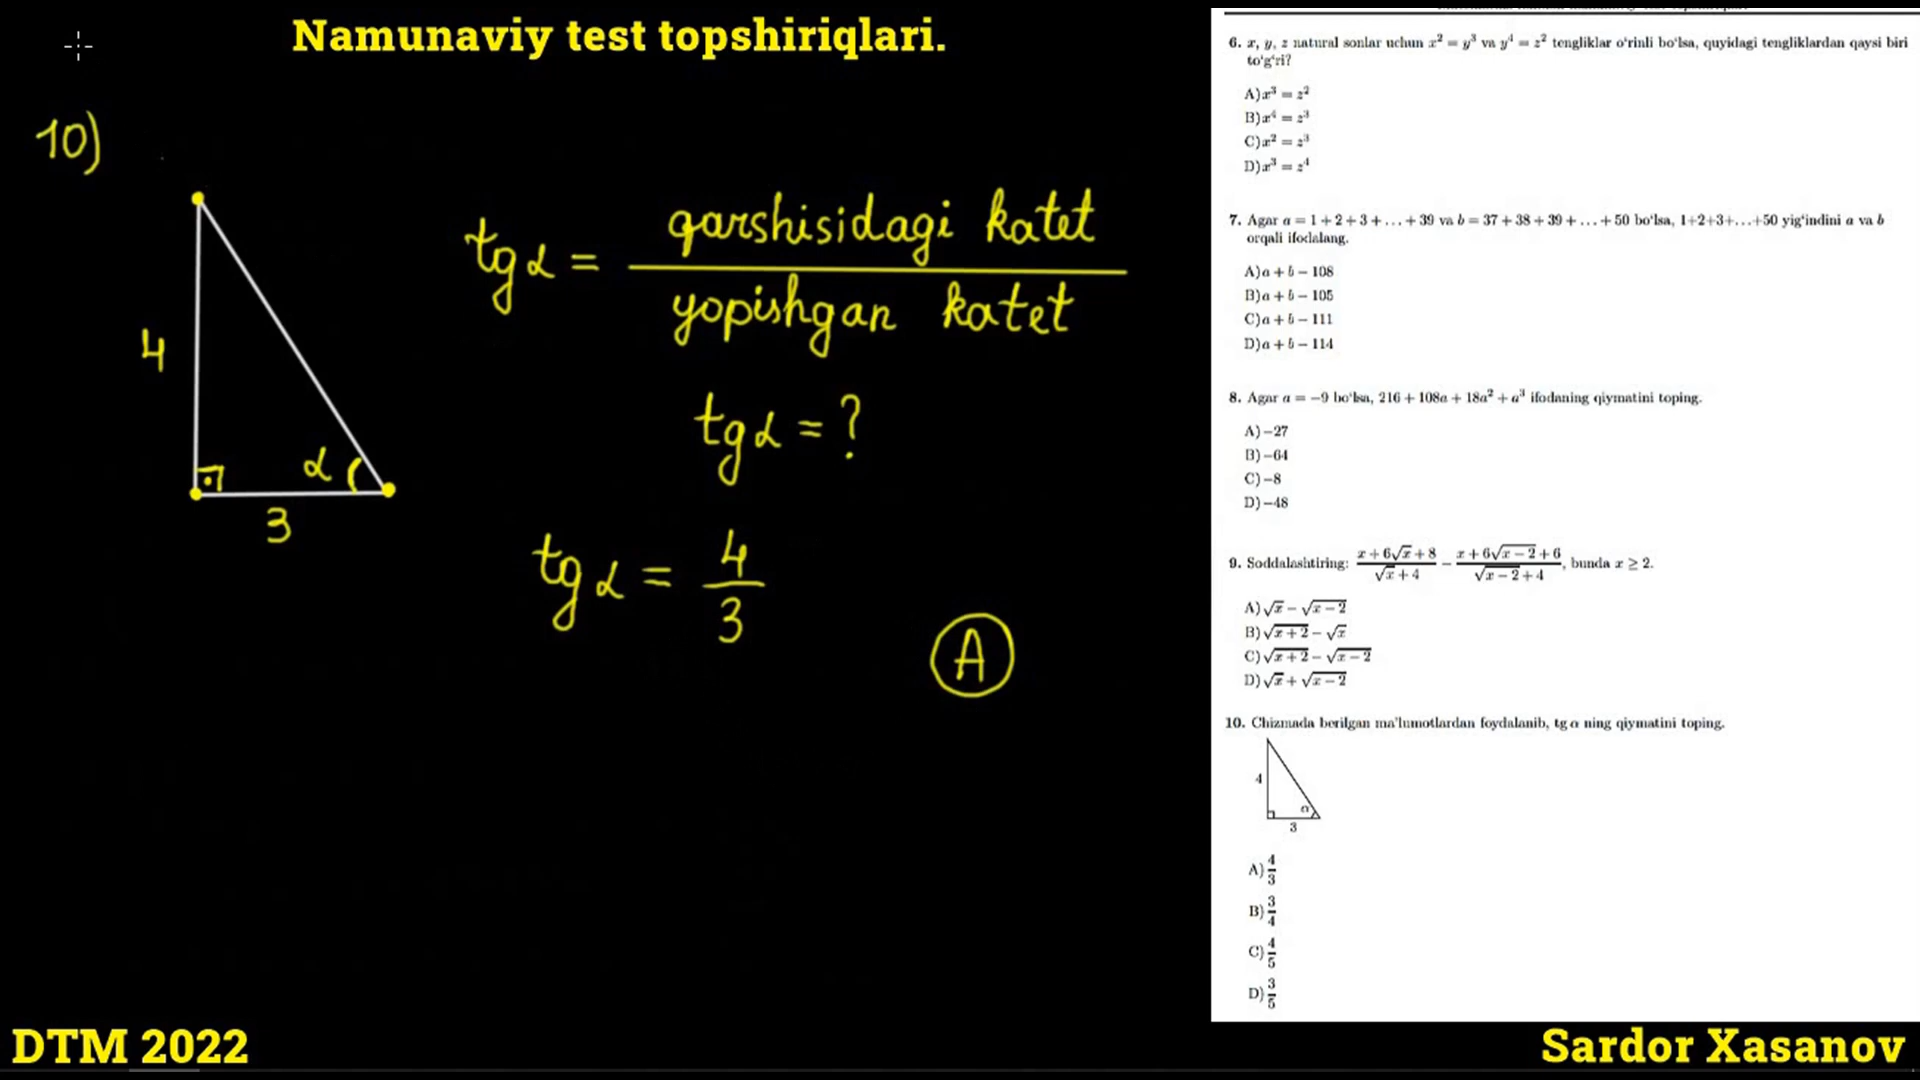 Namunaviy test topshiriqlari.
10)
4
3
α
tg α = qarshisidagi katet / yopishgan katet
tg α = ?
tg α = 4/3
A
6. x, y, z natural sonlar uchun x² = y³ va y⁴ = z² tengliklar o‘rinli bo‘lsa, quyidagi tengliklardan qaysi biri
to‘g‘ri?
A) x³ = z²
B) x⁴ = z³
C) x² = z³
D) x³ = z⁴
7. Agar a = 1 + 2 + 3 + ... + 39 va b = 37 + 38 + 39 + ... + 50 bo‘lsa, 1+2+3+...+50 yig‘indini a va b
orqali ifodalang.
A) a + b − 108
B) a + b − 105
C) a + b − 111
D) a + b − 114
8. Agar a = −9 bo‘lsa, 216 + 108a + 18a² + a³ ifodaning qiymatini toping.
A) −27
B) −64
C) −8
D) −48
9. Soddalashtiring: (x + 6√x + 8)/(√x + 4) − (x + 6√(x − 2) + 6)/(√(x − 2) + 4), bunda x ≥ 2.
A) √x − √(x − 2)
B) √(x + 2) − √x
C) √(x + 2) − √(x − 2)
D) √x + √(x − 2)
10. Chizmada berilgan ma’lumotlardan foydalanib, tg α ning qiymatini toping.
4
α
3
A) 4/3
B) 3/4
C) 4/5
D) 3/5
DTM 2022
Sardor Xasanov